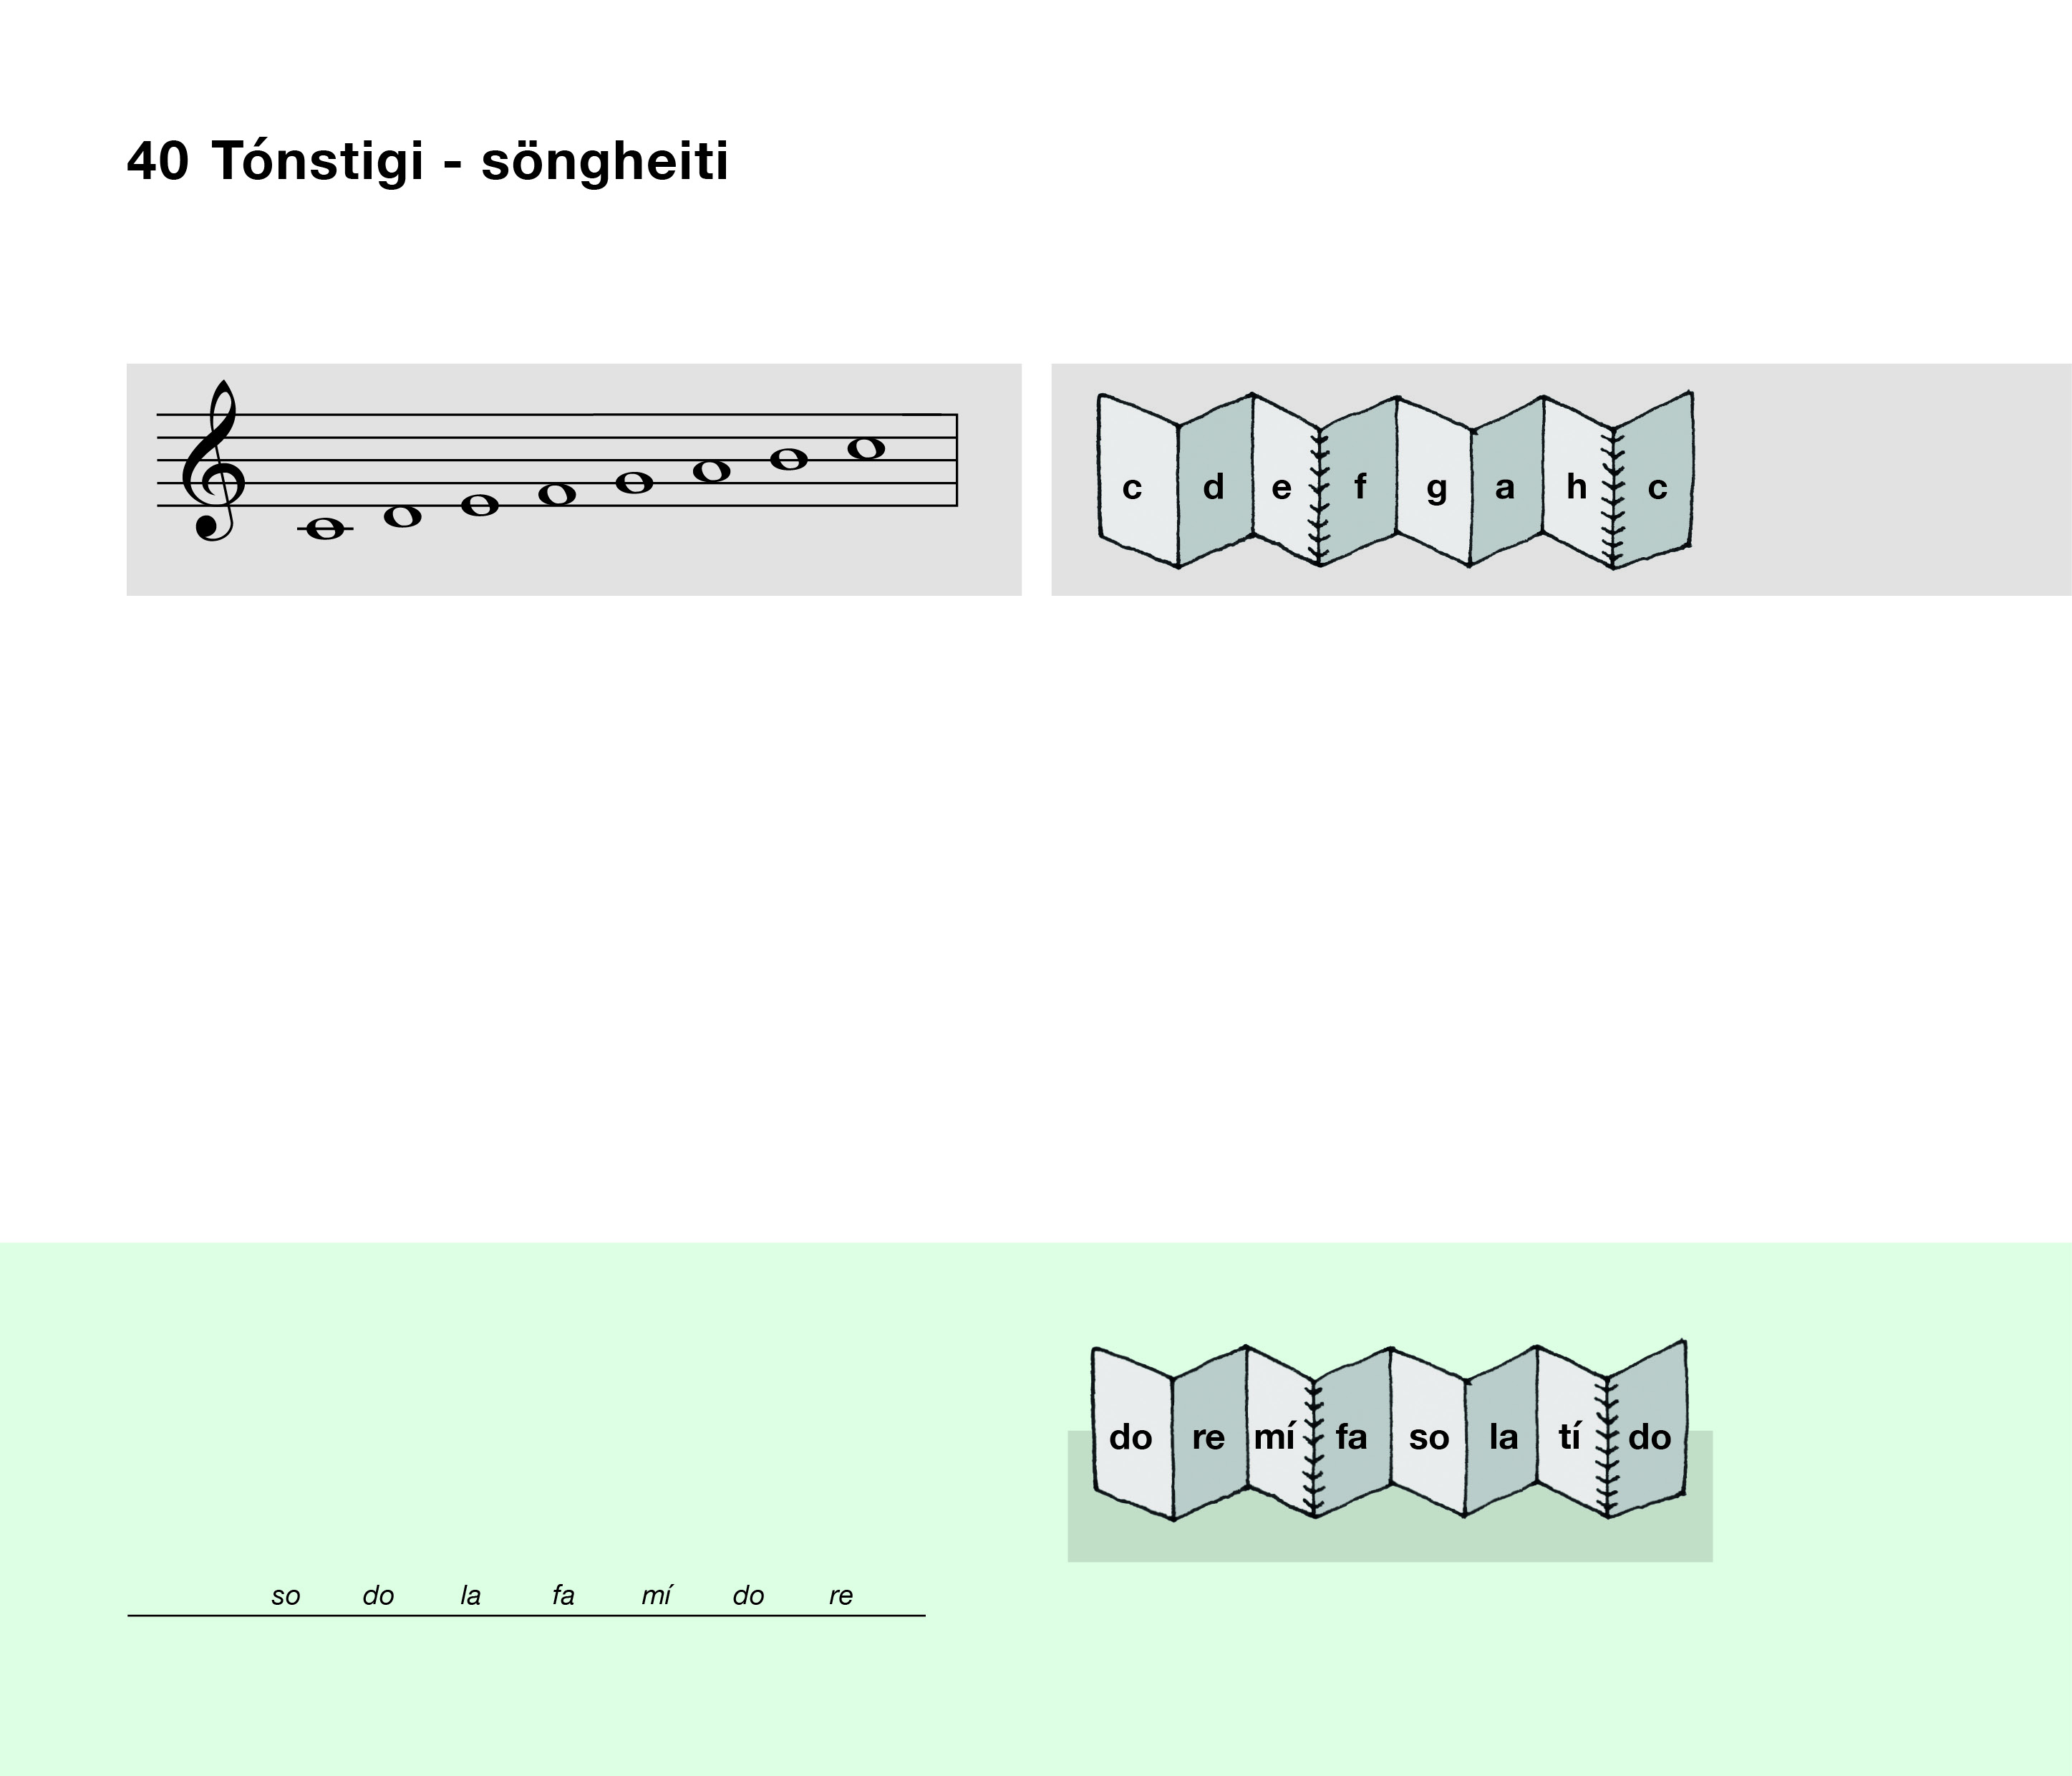 40 Tónstigi - söngheiti
c d e f g a h c
do re mí fa so la tí do
so do la fa mí do re